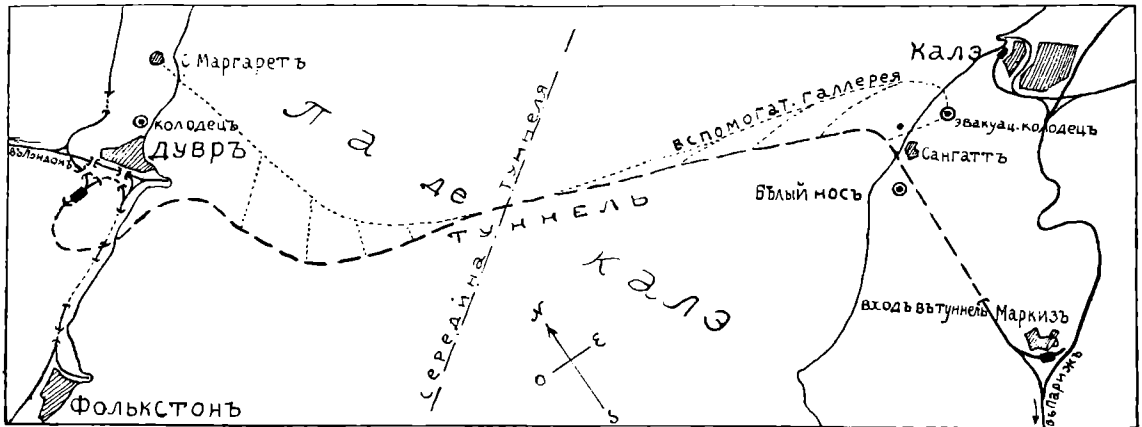 С Маргаретъ
колодецъ
въ Лондонъ
ДУВРЪ
ФОЛЬКСТОНЪ
ПА ДЕ КАЛЭ
СЕРЕДИНА ТУННЕЛЯ
ТУННЕЛЬ
ВСПОМОГАТ. ГАЛЛЕРЕЯ
N
E
O
S
КАЛЭ
ЭВАКУАЦ. КОЛОДЕЦЪ
САНГАТТЪ
БѢЛЫЙ НОСЪ
ВХОДЪ ВЪ ТУННЕЛЬ
МАРКИЗЪ
ВЪ ПАРИЖЪ